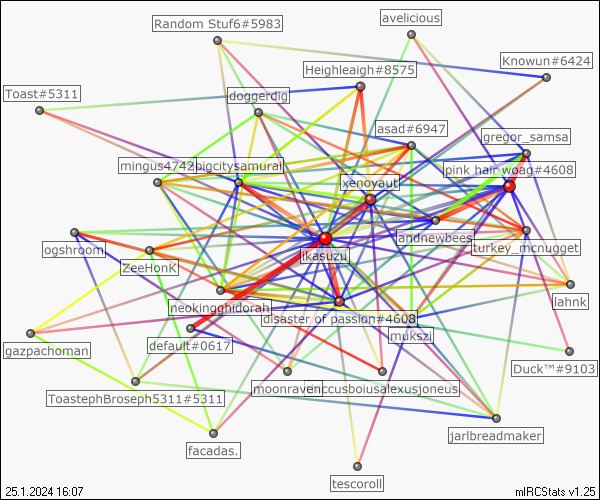 avelicious
Random Stuf6#5983
Knowun#6424
Heighleaigh#8575
Toast#5311
doggerdig
asad#6947
gregor_samsa
mingus4742
bigcitysamurai
pink hair woag#4608
xenoyaut
andnewbees
ogshroom
turkey_mcnugget
ikasuzu
ZeeHonk
lahnk
neokingghidorah
disaster of passion#4608
mukszi
default#0617
gazpachoman
Duck™#9103
moonraven
ToastephBroseph5311#5311
jarlbreadmaker
facadas.
tescoroll
25.1.2024 16:07
mIRCStats v1.25